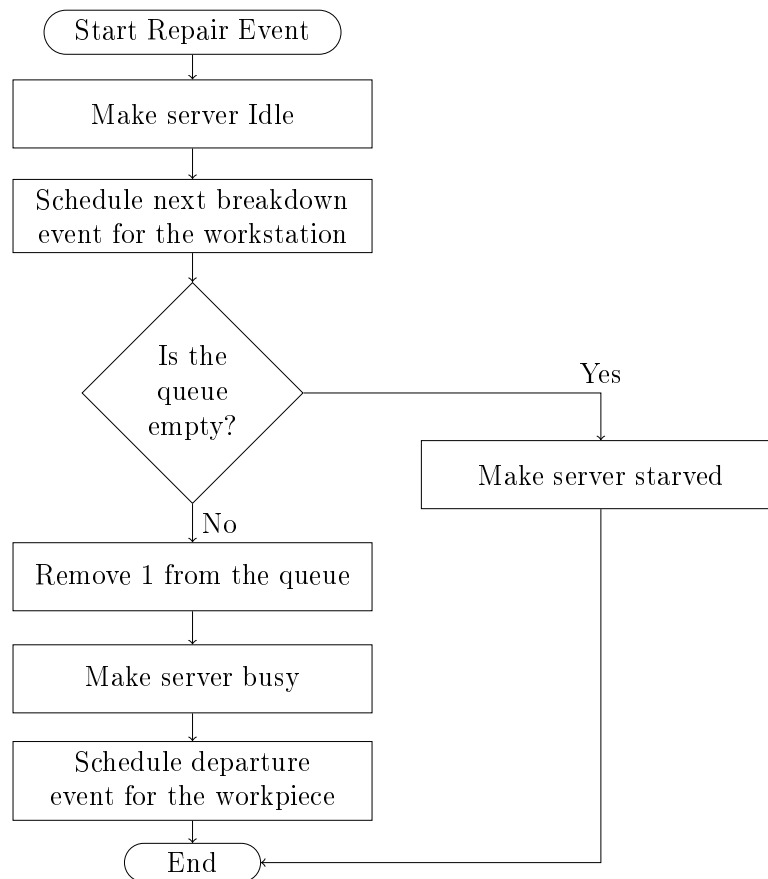 Start Repair Event
Make server Idle
Schedule next breakdown
event for the workstation
Is the
queue
empty?
Yes
Make server starved
No
Remove 1 from the queue
Make server busy
Schedule departure
event for the workpiece
End